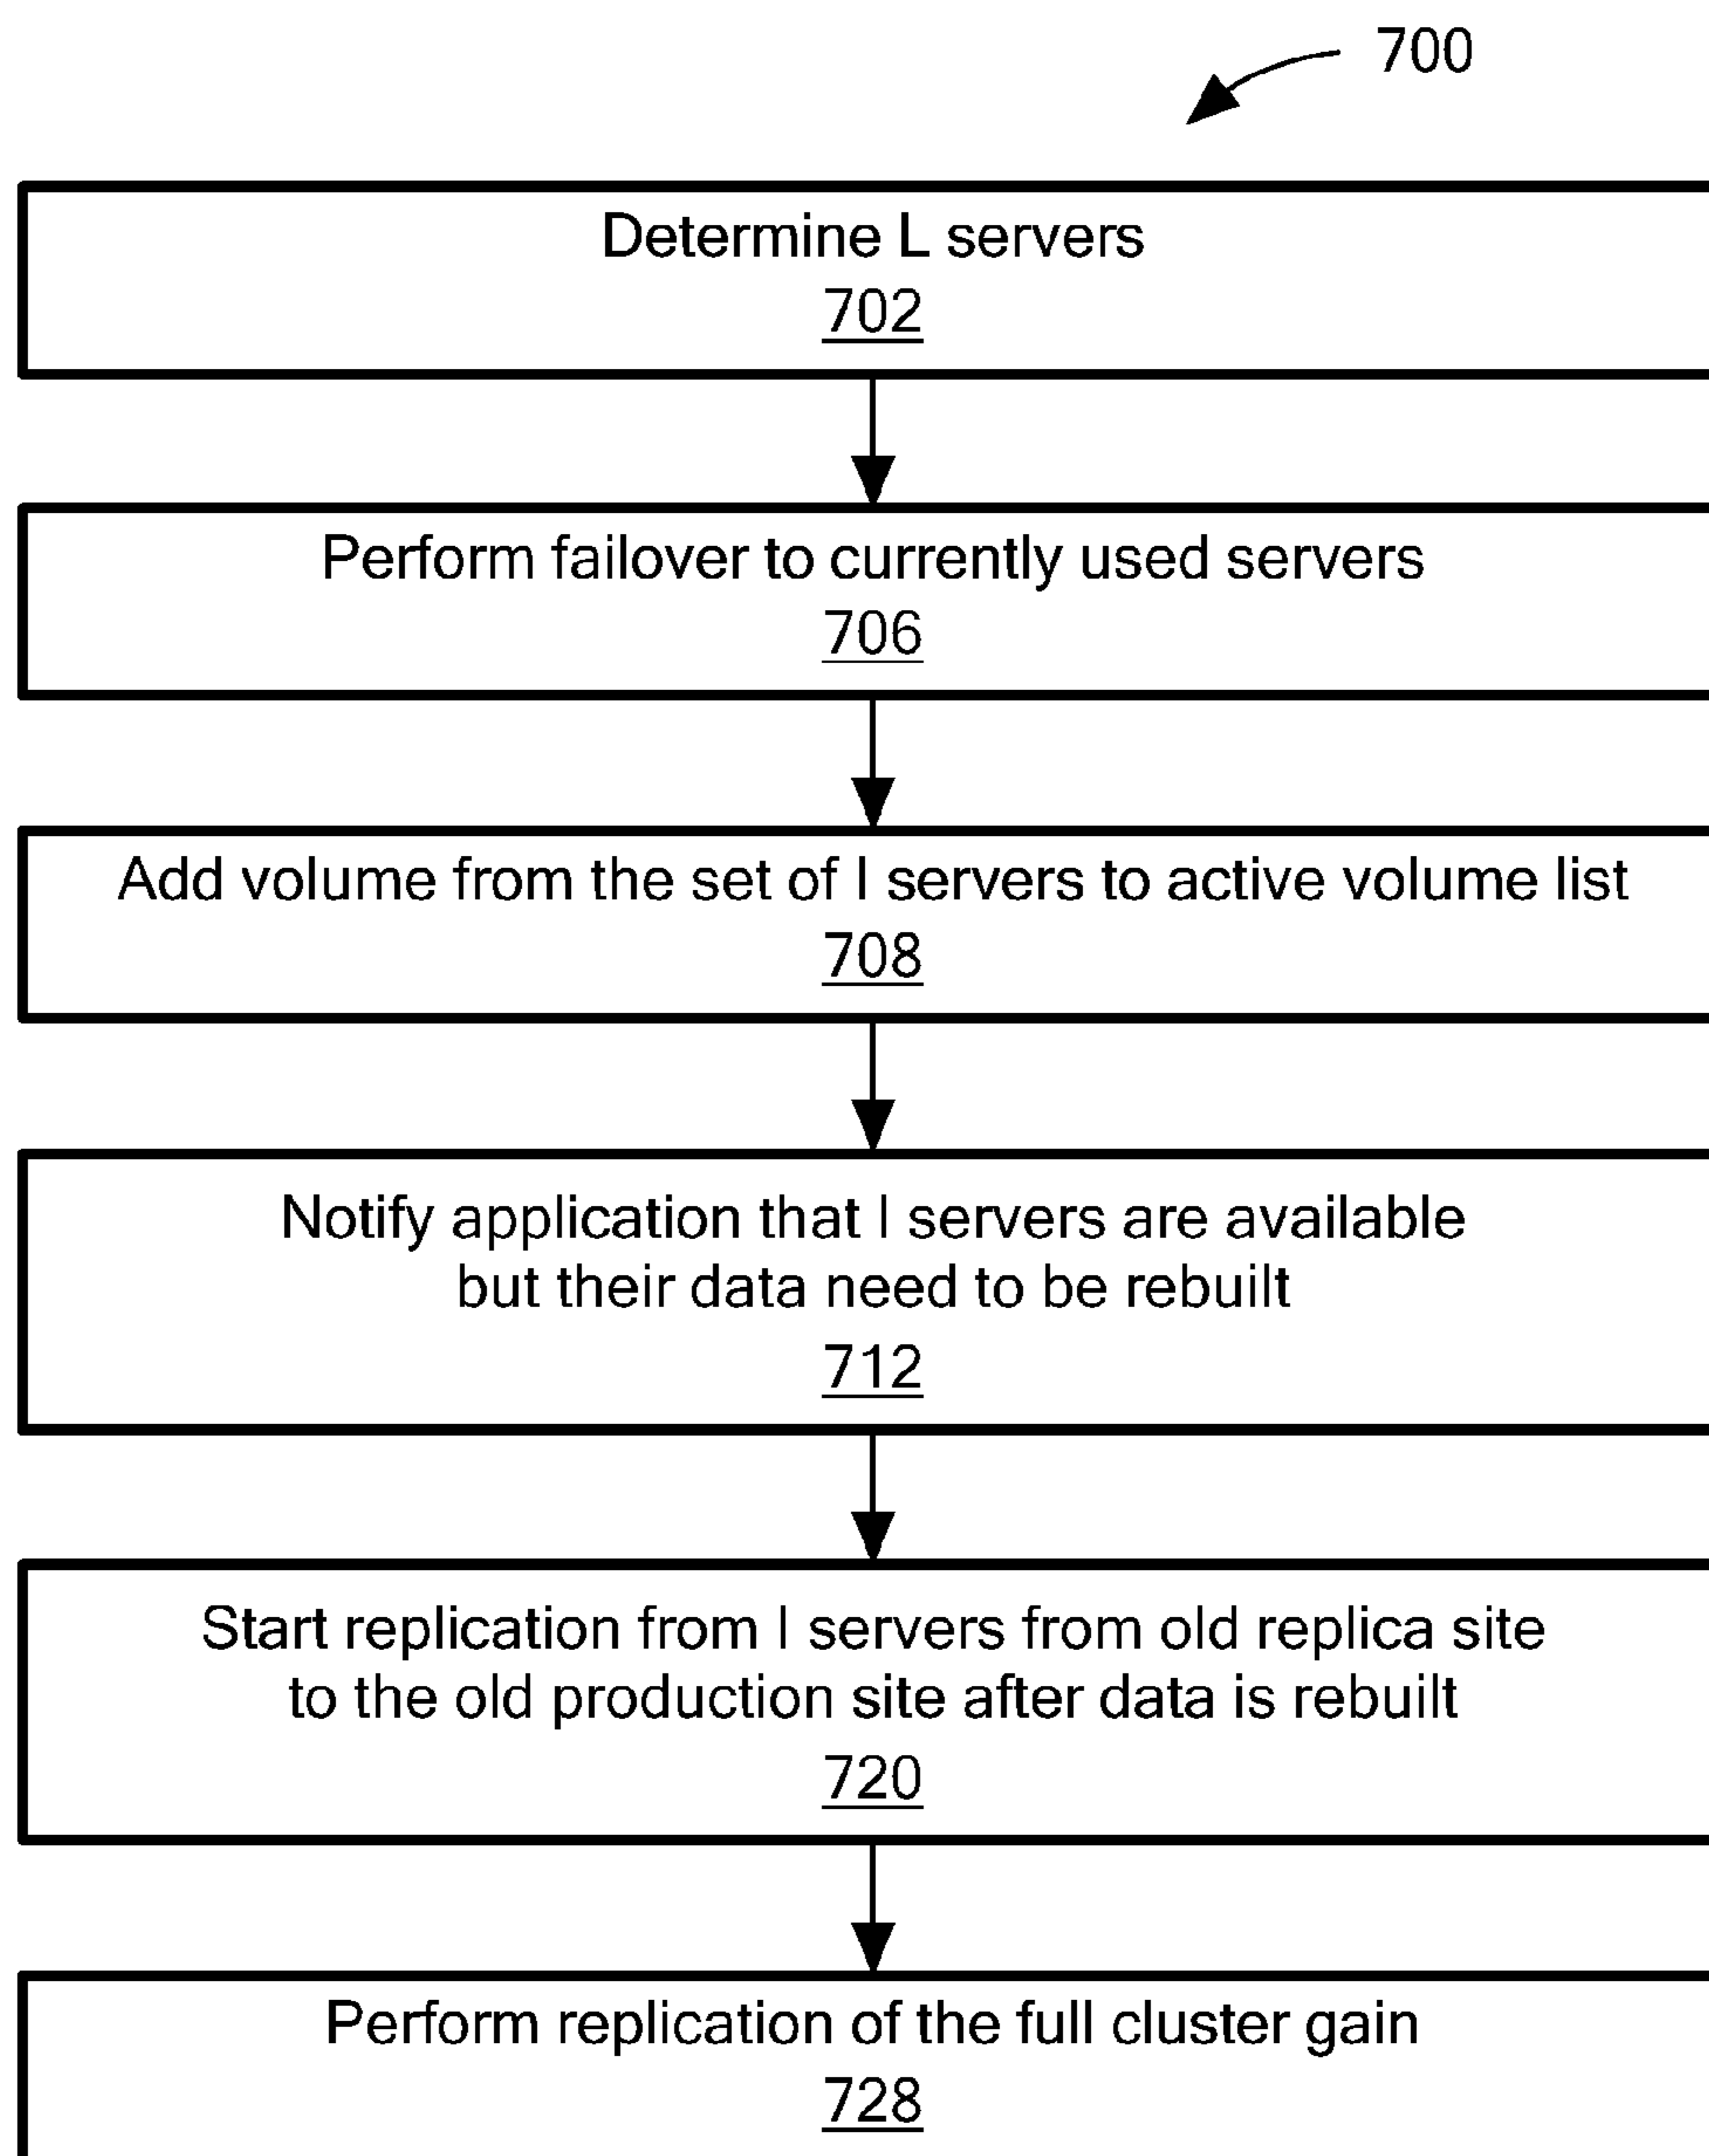 700
Determine L servers
702
Perform failover to currently used servers
706
Add volume from the set of l servers to active volume list
708
Notify application that l servers are available
but their data need to be rebuilt
712
Start replication from l servers from old replica site
to the old production site after data is rebuilt
720
Perform replication of the full cluster gain
728